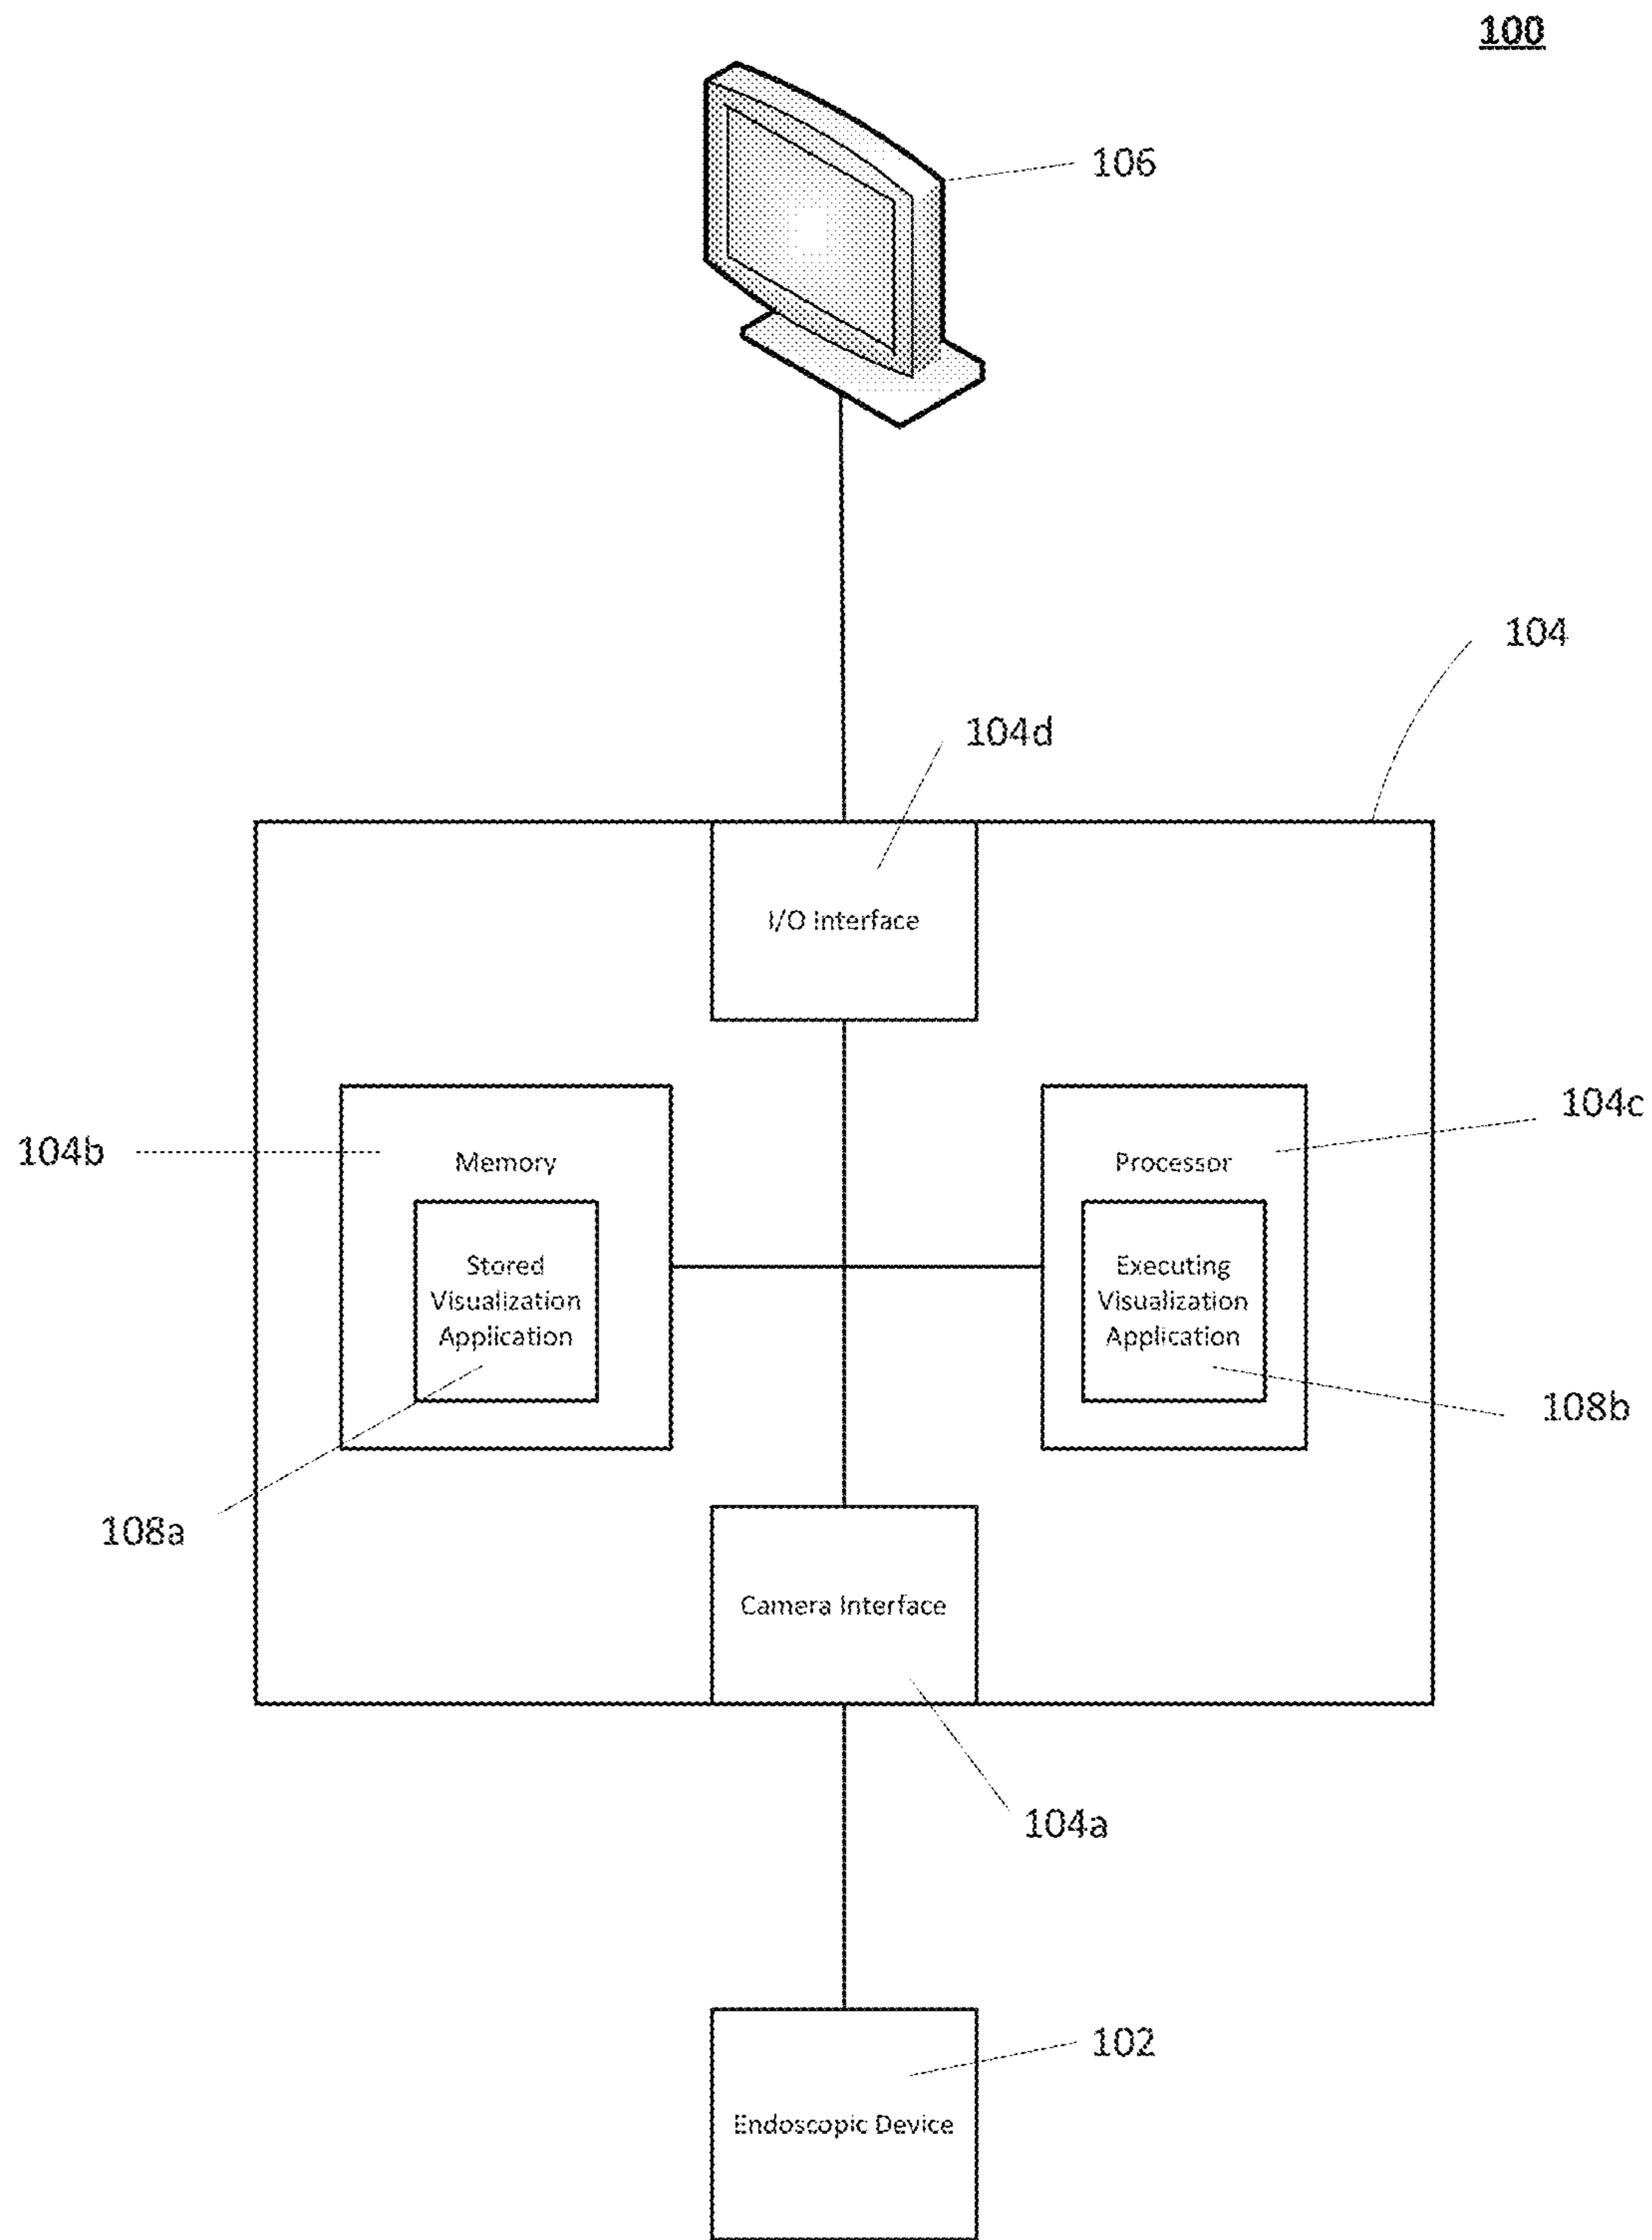 100
106
104
104d
I/O Interface
104c
104b
Memory
Processor
Stored
Visualization
Application
Executing
Visualization
Application
108b
108a
Camera Interface
104a
102
Endoscopic Device